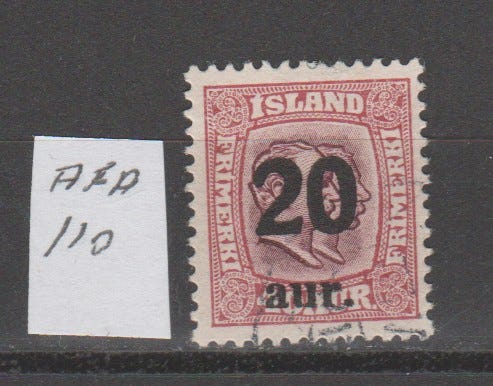 AFA
110
ISLAND
FRIMERKI
FRIMERKI
20
aur.